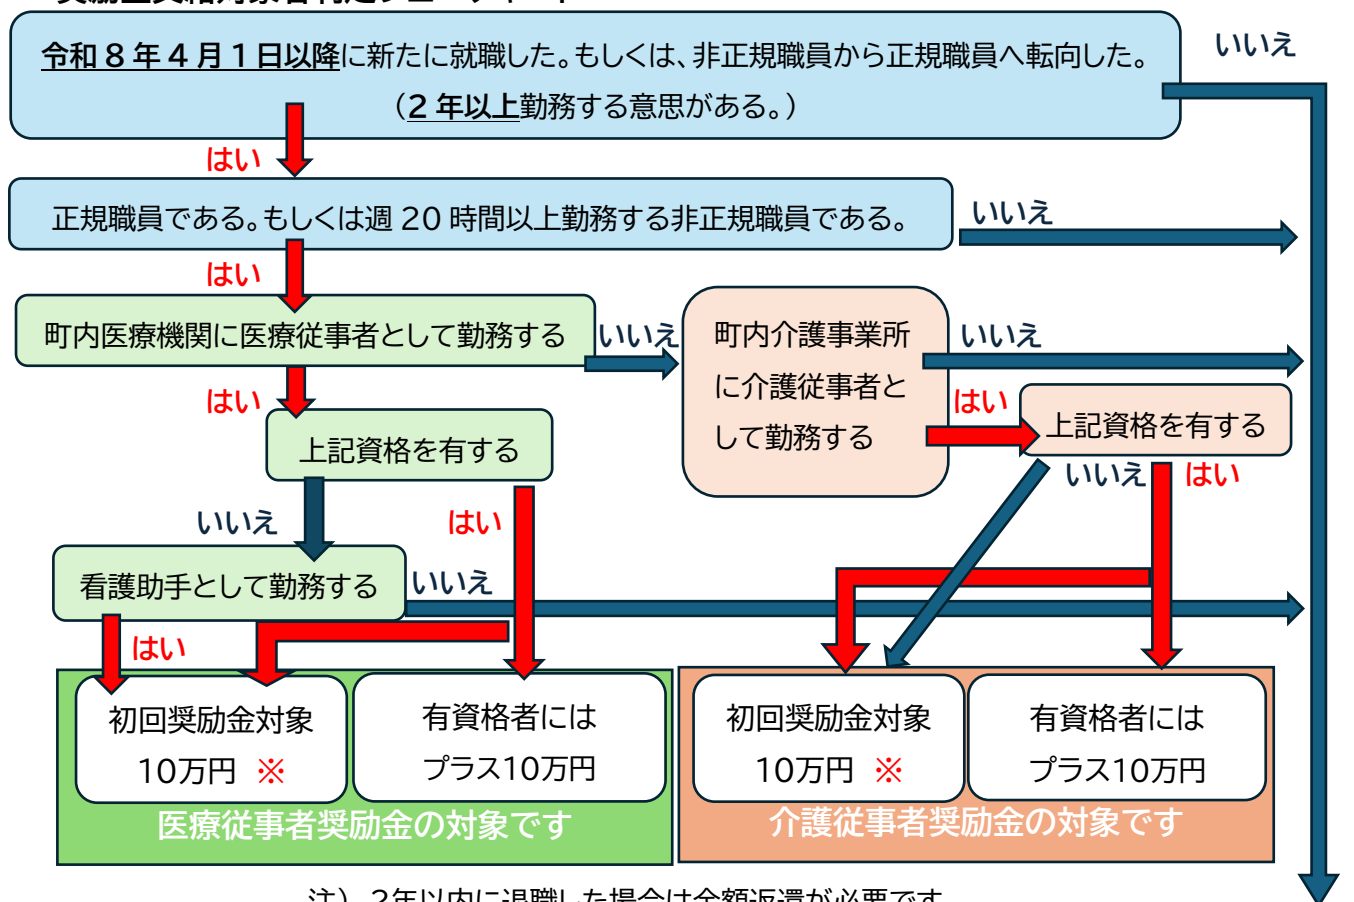 令和8年4月1日以降に新たに就職した。もしくは、非正規職員から正規職員へ転向した。
（2年以上勤務する意思がある。）
いいえ
はい
正規職員である。もしくは週20時間以上勤務する非正規職員である。
いいえ
はい
町内医療機関に医療従事者として勤務する
いいえ
町内介護事業所
に介護従事者と
して勤務する
いいえ
はい
はい
上記資格を有する
上記資格を有する
いいえ
はい
いいえ
はい
看護助手として勤務する
いいえ
はい
初回奨励金対象
10万円 ※
有資格者には
プラス10万円
医療従事者奨励金の対象です
初回奨励金対象
10万円 ※
有資格者には
プラス10万円
介護従事者奨励金の対象です